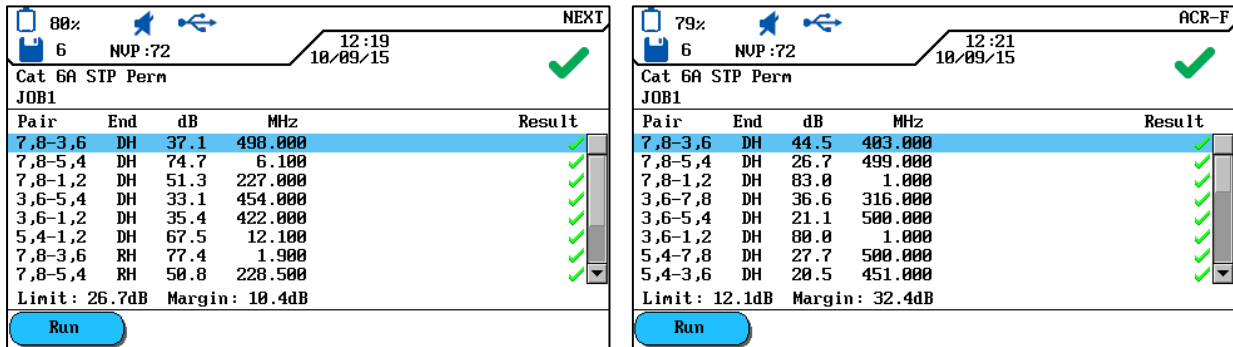 80% NEXT
6 NVP:72 12:19
10/09/15
Cat 6A STP Perm
JOB1
Pair End dB MHz Result
7,8-3,6 DH 37.1 498.000
7,8-5,4 DH 74.7 6.100
7,8-1,2 DH 51.3 227.000
3,6-5,4 DH 33.1 454.000
3,6-1,2 DH 35.4 422.000
5,4-1,2 DH 67.5 12.100
7,8-3,6 RH 77.4 1.900
7,8-5,4 RH 50.8 228.500
Limit: 26.7dB Margin: 10.4dB
Run
79% ACR-F
6 NVP:72 12:21
10/09/15
Cat 6A STP Perm
JOB1
Pair End dB MHz Result
7,8-3,6 DH 44.5 403.000
7,8-5,4 DH 26.7 499.000
7,8-1,2 DH 83.0 1.000
3,6-7,8 DH 36.6 316.000
3,6-5,4 DH 21.1 500.000
3,6-1,2 DH 80.0 1.000
5,4-7,8 DH 27.7 500.000
5,4-3,6 DH 20.5 451.000
Limit: 12.1dB Margin: 32.4dB
Run